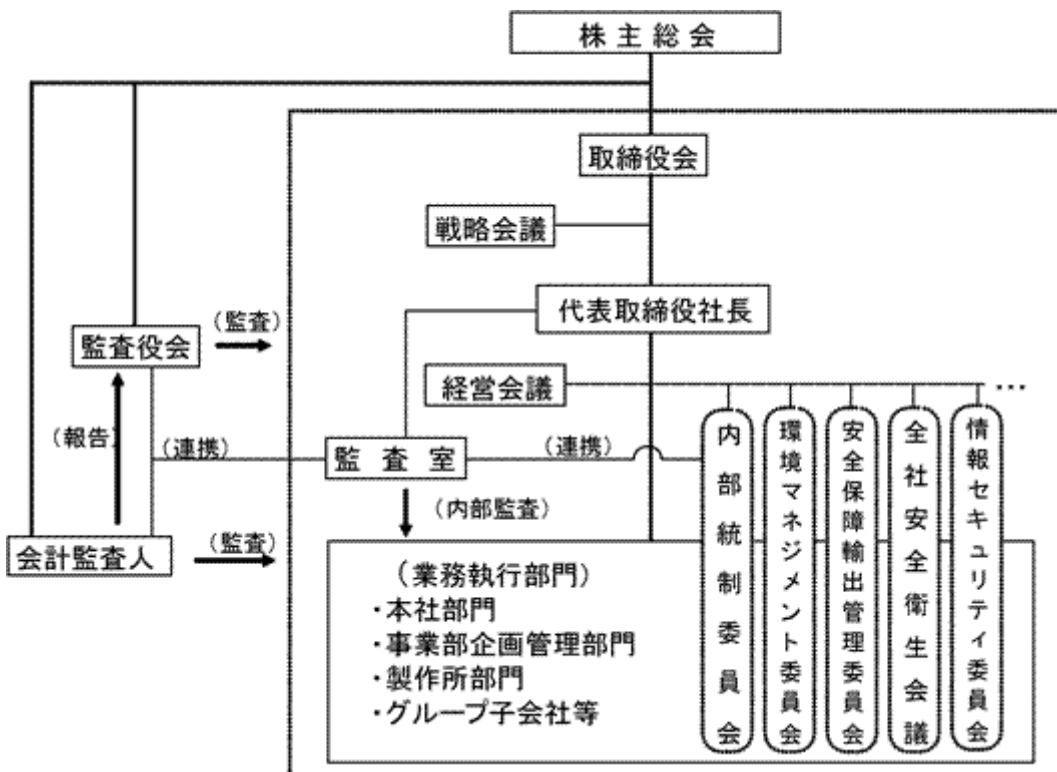 株主総会
取締役会
戦略会議
代表取締役社長
監査役会
(監査)
経営会議
…
(報告)
(連携)
監査室
(連携)
(内部監査)
会計監査人
(監査)
(業務執行部門)
・本社部門
・事業部企画管理部門
・製作所部門
・グループ子会社等
内部統制委員会
環境マネジメント委員会
安全保障輸出管理委員会
全社安全衛生会議
情報セキュリティ委員会